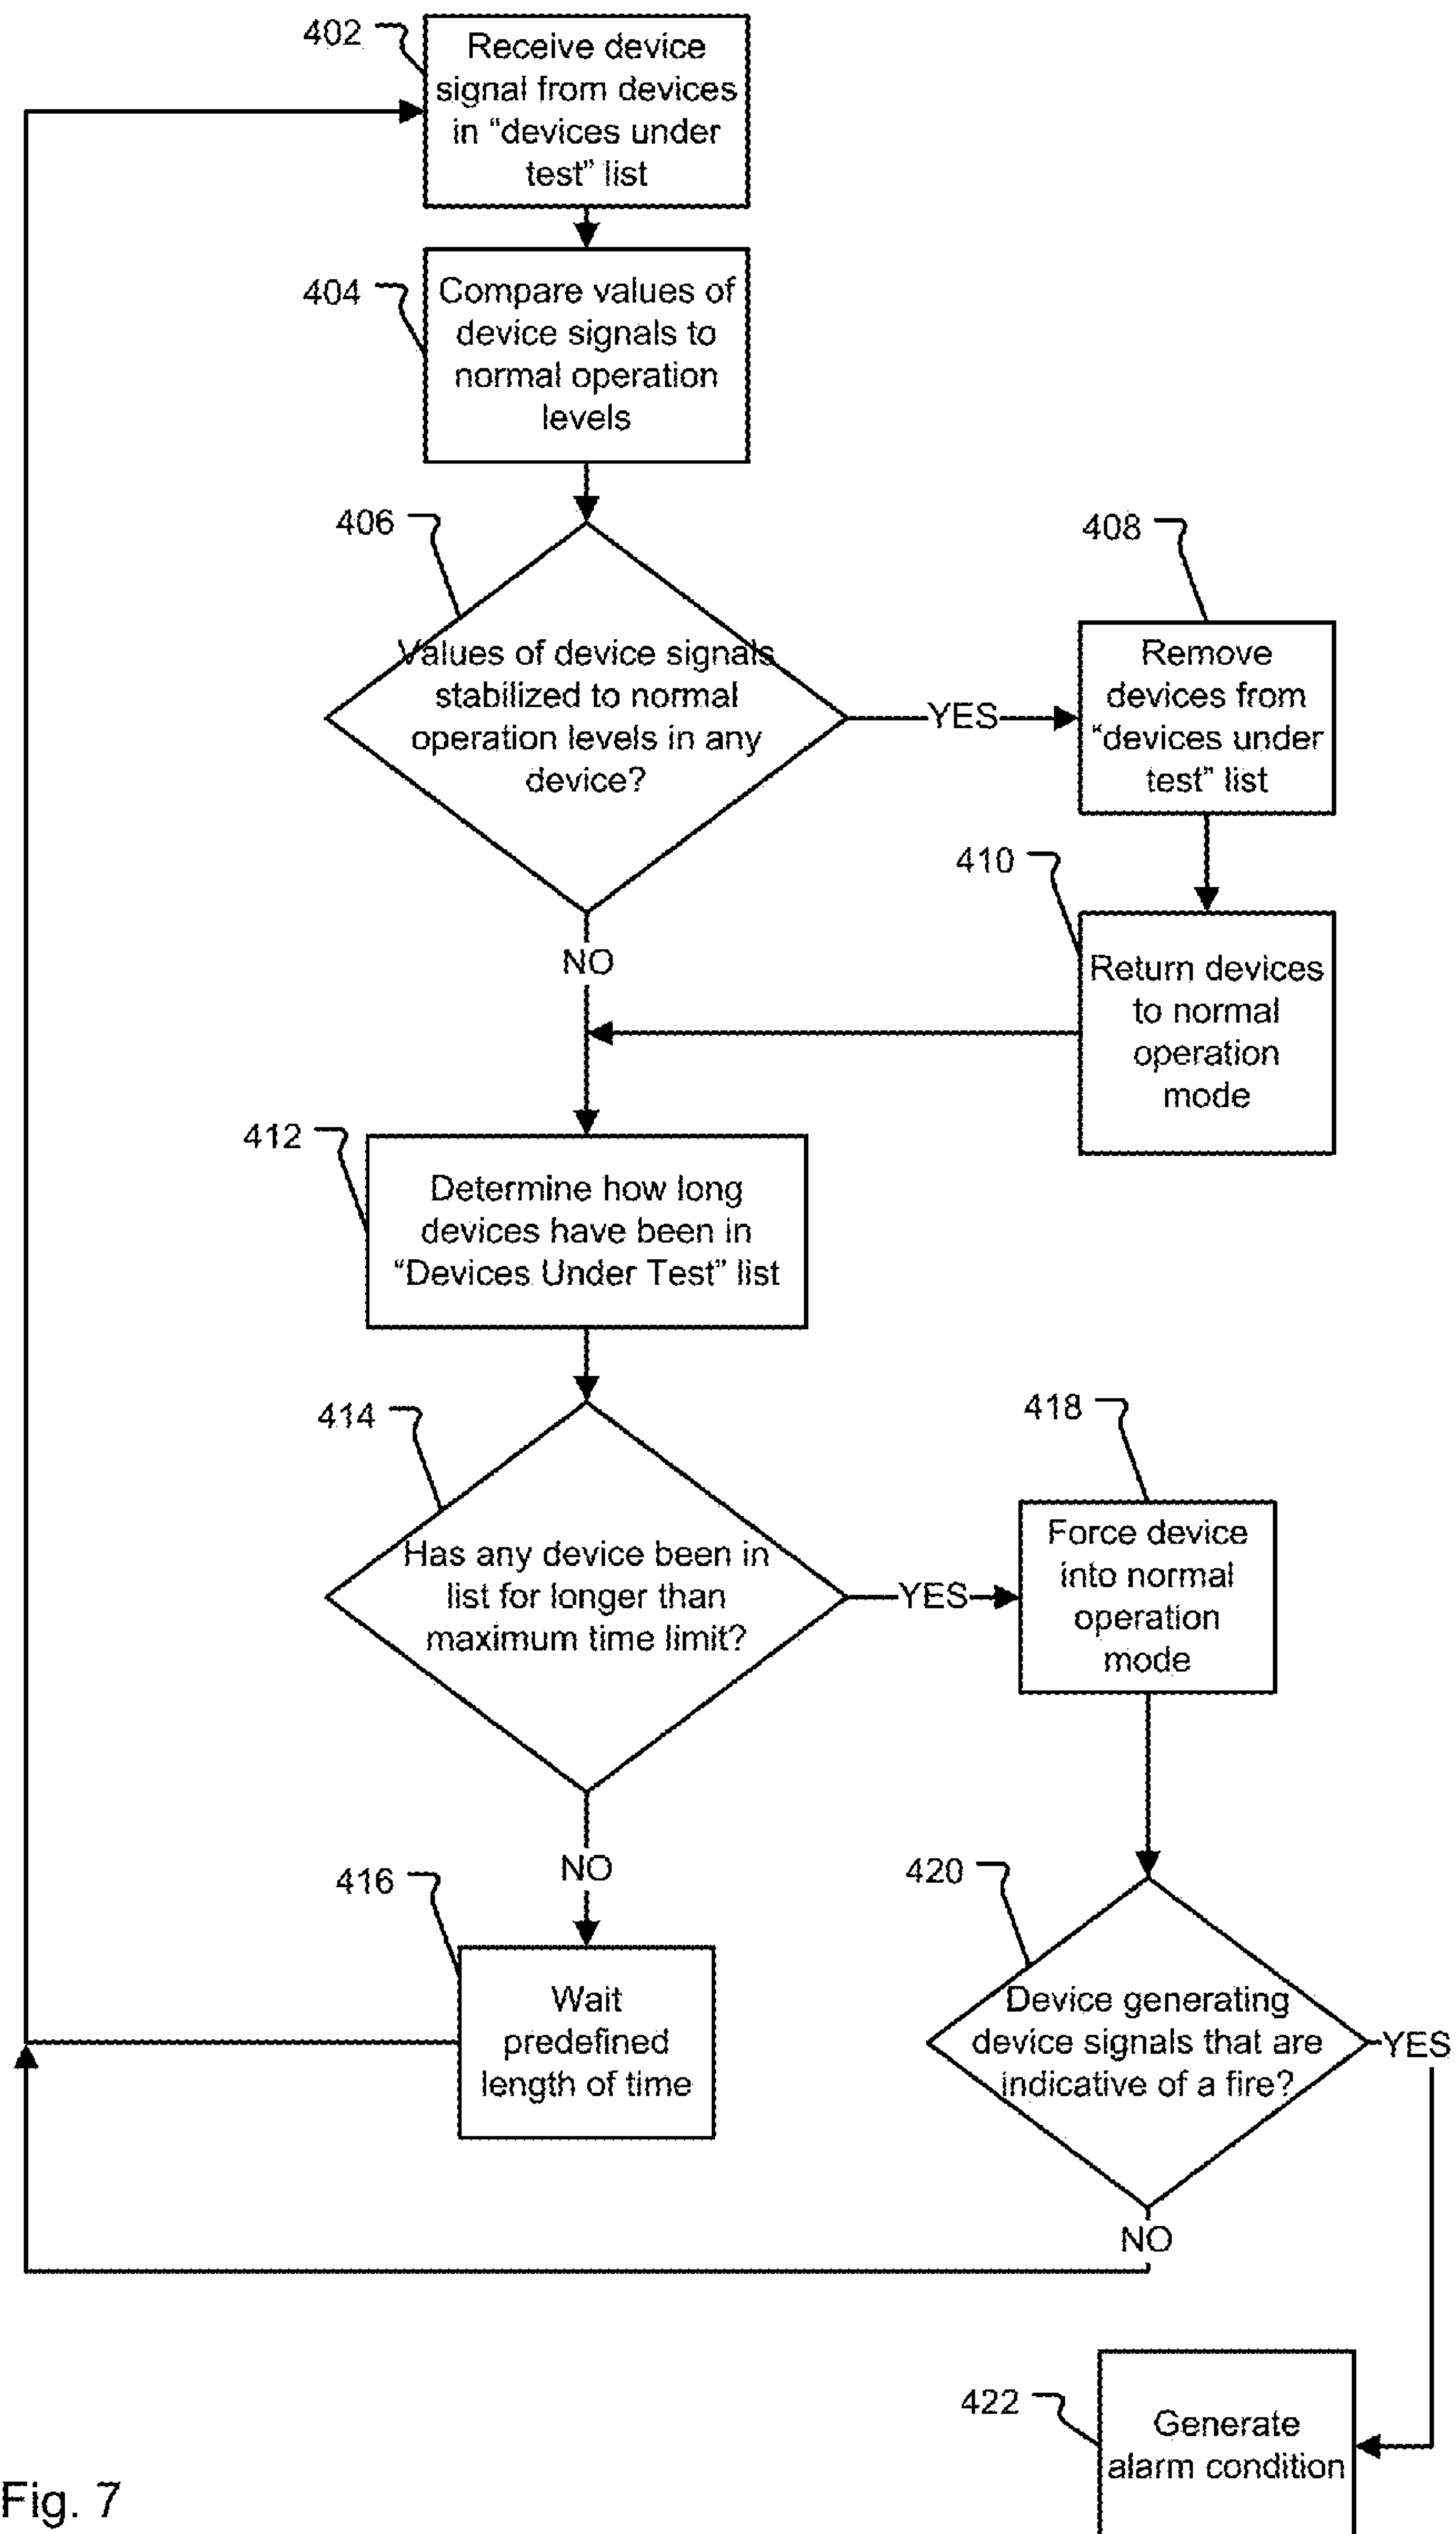 402
Receive device
signal from devices
in “devices under
test” list
404
Compare values of
device signals to
normal operation
levels
406
Values of device signals
stabilized to normal
operation levels in any
device?
YES
NO
408
Remove
devices from
“devices under
test” list
410
Return devices
to normal
operation
mode
412
Determine how long
devices have been in
“Devices Under Test” list
414
Has any device been in
list for longer than
maximum time limit?
YES
NO
416
Wait
predefined
length of time
418
Force device
into normal
operation
mode
420
Device generating
device signals that are
indicative of a fire?
YES
NO
422
Generate
alarm condition
Fig. 7